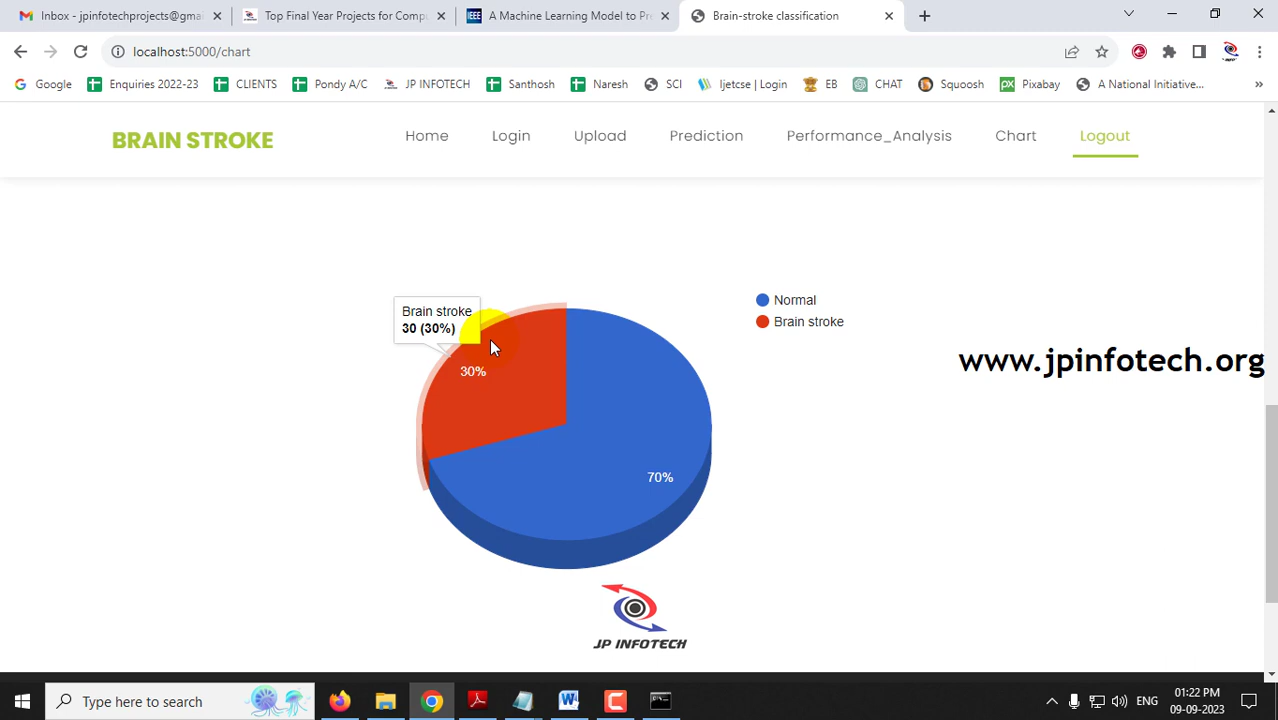 Inbox - jpinfotechprojects@gma
Top Final Year Projects for Compu
A Machine Learning Model to Pre
Brain-stroke classification
localhost:5000/chart
Google
Enquiries 2022-23
CLIENTS
Pondy A/C
JP INFOTECH
Santhosh
Naresh
SCI
Ijetcse | Login
EB
CHAT
Squoosh
Pixabay
A National Initiative...
»
BRAIN STROKE
Home
Login
Upload
Prediction
Performance_Analysis
Chart
Logout
Brain stroke
30 (30%)
30%
70%
Normal
Brain stroke
www.jpinfotech.org
JP INFOTECH
Type here to search
ENG
01:22 PM
09-09-2023